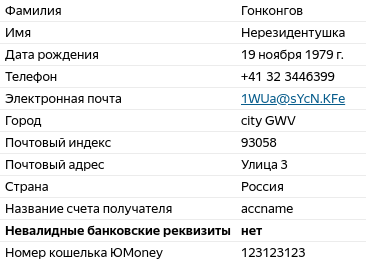 Фамилия Гонконгов
Имя Нерезидентушка
Дата рождения 19 ноября 1979 г.
Телефон +41 32 3446399
Электронная почта 1WUa@sYcN.KFe
Город city GWV
Почтовый индекс 93058
Почтовый адрес Улица 3
Страна Россия
Название счета получателя accname
Невалидные банковские реквизиты нет
Номер кошелька ЮMoney 123123123